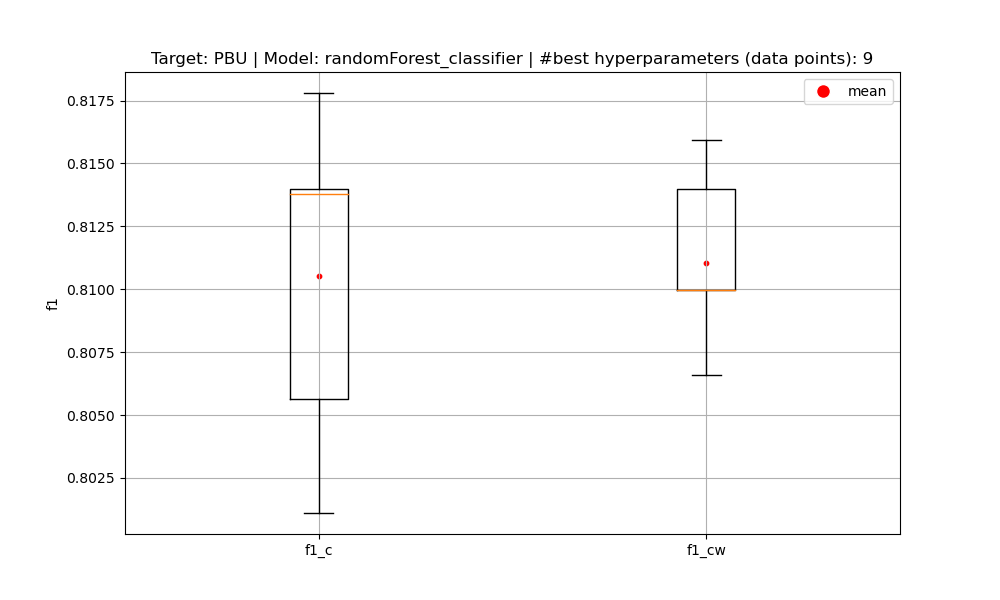 Target: PBU | Model: randomForest_classifier | #best hyperparameters (data points): 9
mean
0.8175
0.8150
0.8125
0.8100
0.8075
0.8050
0.8025
f1
f1_c
f1_cw